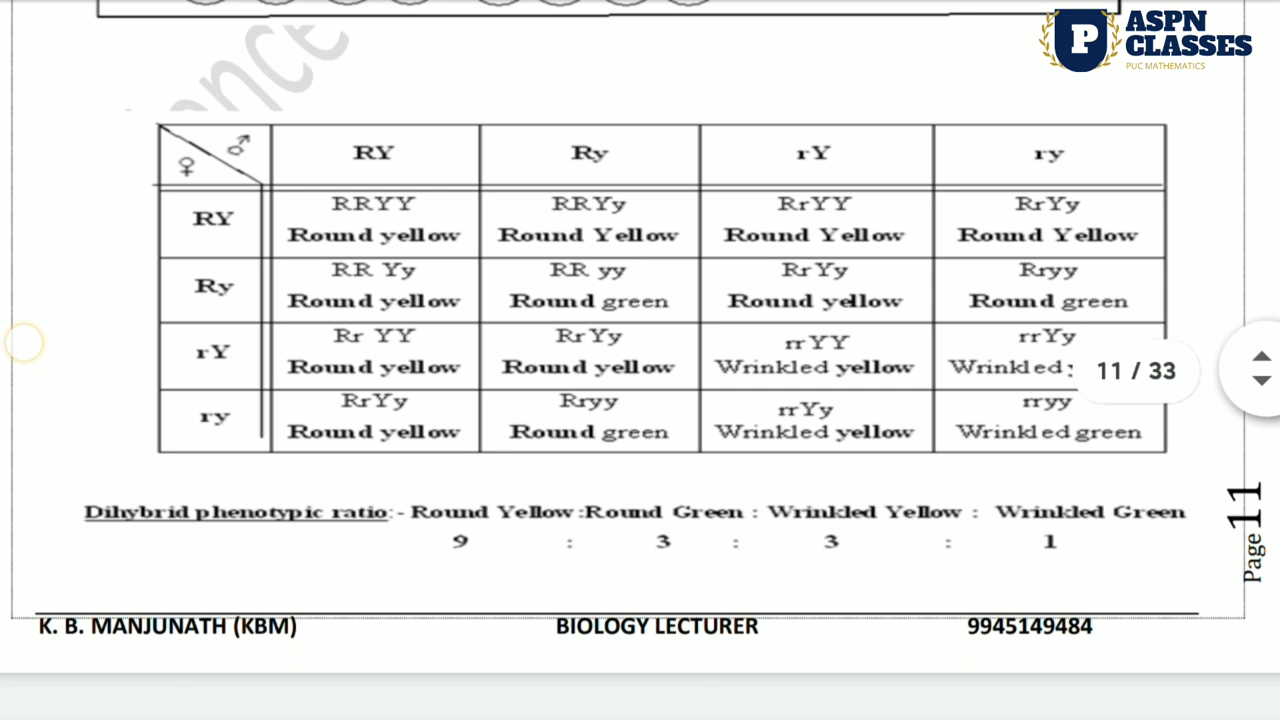 ASPN
CLASSES
PUC MATHEMATICS
ence
♀ ♂ RY Ry rY ry
RY RRYY RRYy RrYY RrYy
Round yellow Round Yellow Round Yellow Round Yellow
Ry RR Yy RR yy RrYy Rryy
Round yellow Round green Round yellow Round green
rY Rr YY RrYy rrYY rrYy
Round yellow Round yellow Wrinkled yellow Wrinkled
11 / 33
ry RrYy Rryy rrYy rryy
Round yellow Round green Wrinkled yellow Wrinkled green
Dihybrid phenotypic ratio:- Round Yellow :Round Green : Wrinkled Yellow : Wrinkled Green
9 : 3 : 3 : 1
Page 11
K. B. MANJUNATH (KBM) BIOLOGY LECTURER 9945149484